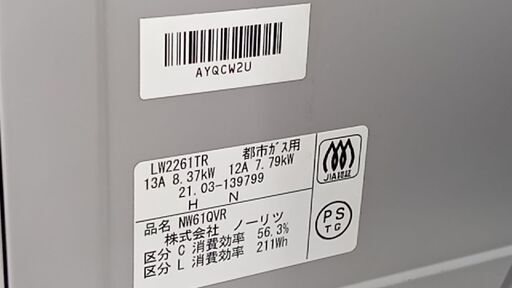 AYQCW2U
LW2261TR 都市ガス用
13A 8.37kW 12A 7.79kW
21.03-139799
H N
JIA認証
品名 NW61QVR
株式会社 ノーリツ
区分 C 消費効率 56.3%
区分 L 消費効率 211Wh
PS
TG